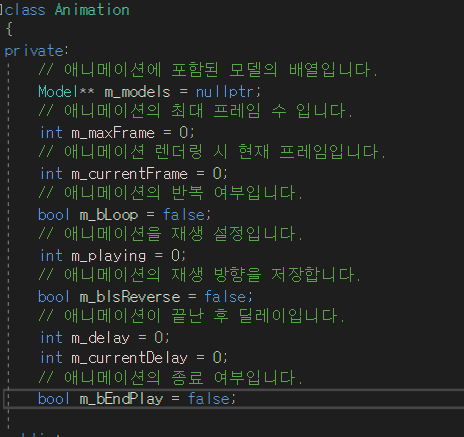 class Animation
{
private:
// 애니메이션에 포함된 모델의 배열입니다.
Model** m_models = nullptr;
// 애니메이션의 최대 프레임 수 입니다.
int m_maxFrame = 0;
// 애니메이션 렌더링 시 현재 프레임입니다.
int m_currentFrame = 0;
// 애니메이션의 반복 여부입니다.
bool m_bLoop = false;
// 애니메이션을 재생 설정입니다.
int m_playing = 0;
// 애니메이션의 재생 방향을 저장합니다.
bool m_bIsReverse = false;
// 애니메이션이 끝난 후 딜레이입니다.
int m_delay = 0;
int m_currentDelay = 0;
// 애니메이션의 종료 여부입니다.
bool m_bEndPlay = false;